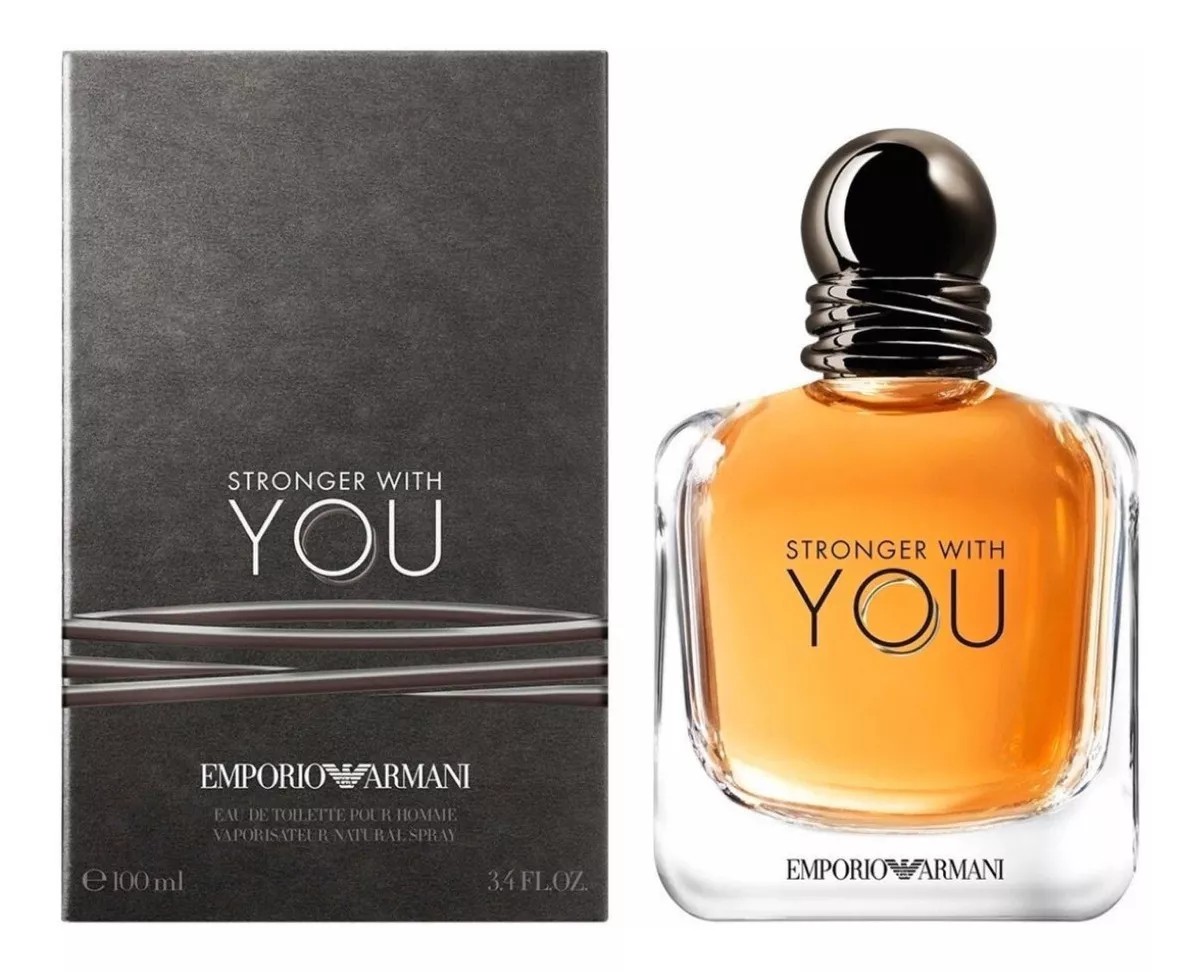 STRONGER WITH
YOU
EMPORIO ARMANI
EAU DE TOILETTE POUR HOMME
VAPORISATEUR NATURAL SPRAY
e 100 ml
3.4 FL.OZ.
STRONGER WITH
YOU
EMPORIO ARMANI